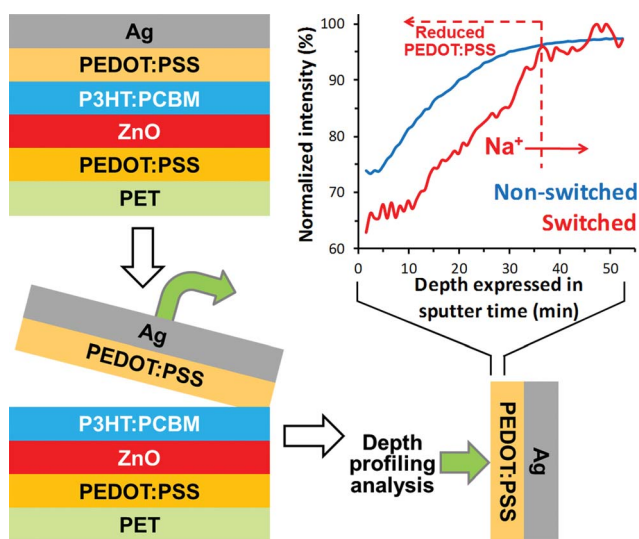 Ag
PEDOT:PSS
P3HT:PCBM
ZnO
PEDOT:PSS
PET
Ag
PEDOT:PSS
P3HT:PCBM
ZnO
PEDOT:PSS
PET
Normalized intensity (%)
100
90
80
70
60
0
10
20
30
40
50
Reduced
PEDOT:PSS
Na⁺
Non-switched
Switched
Depth expressed in
sputter time (min)
Depth
profiling
analysis
PEDOT:PSS
Ag